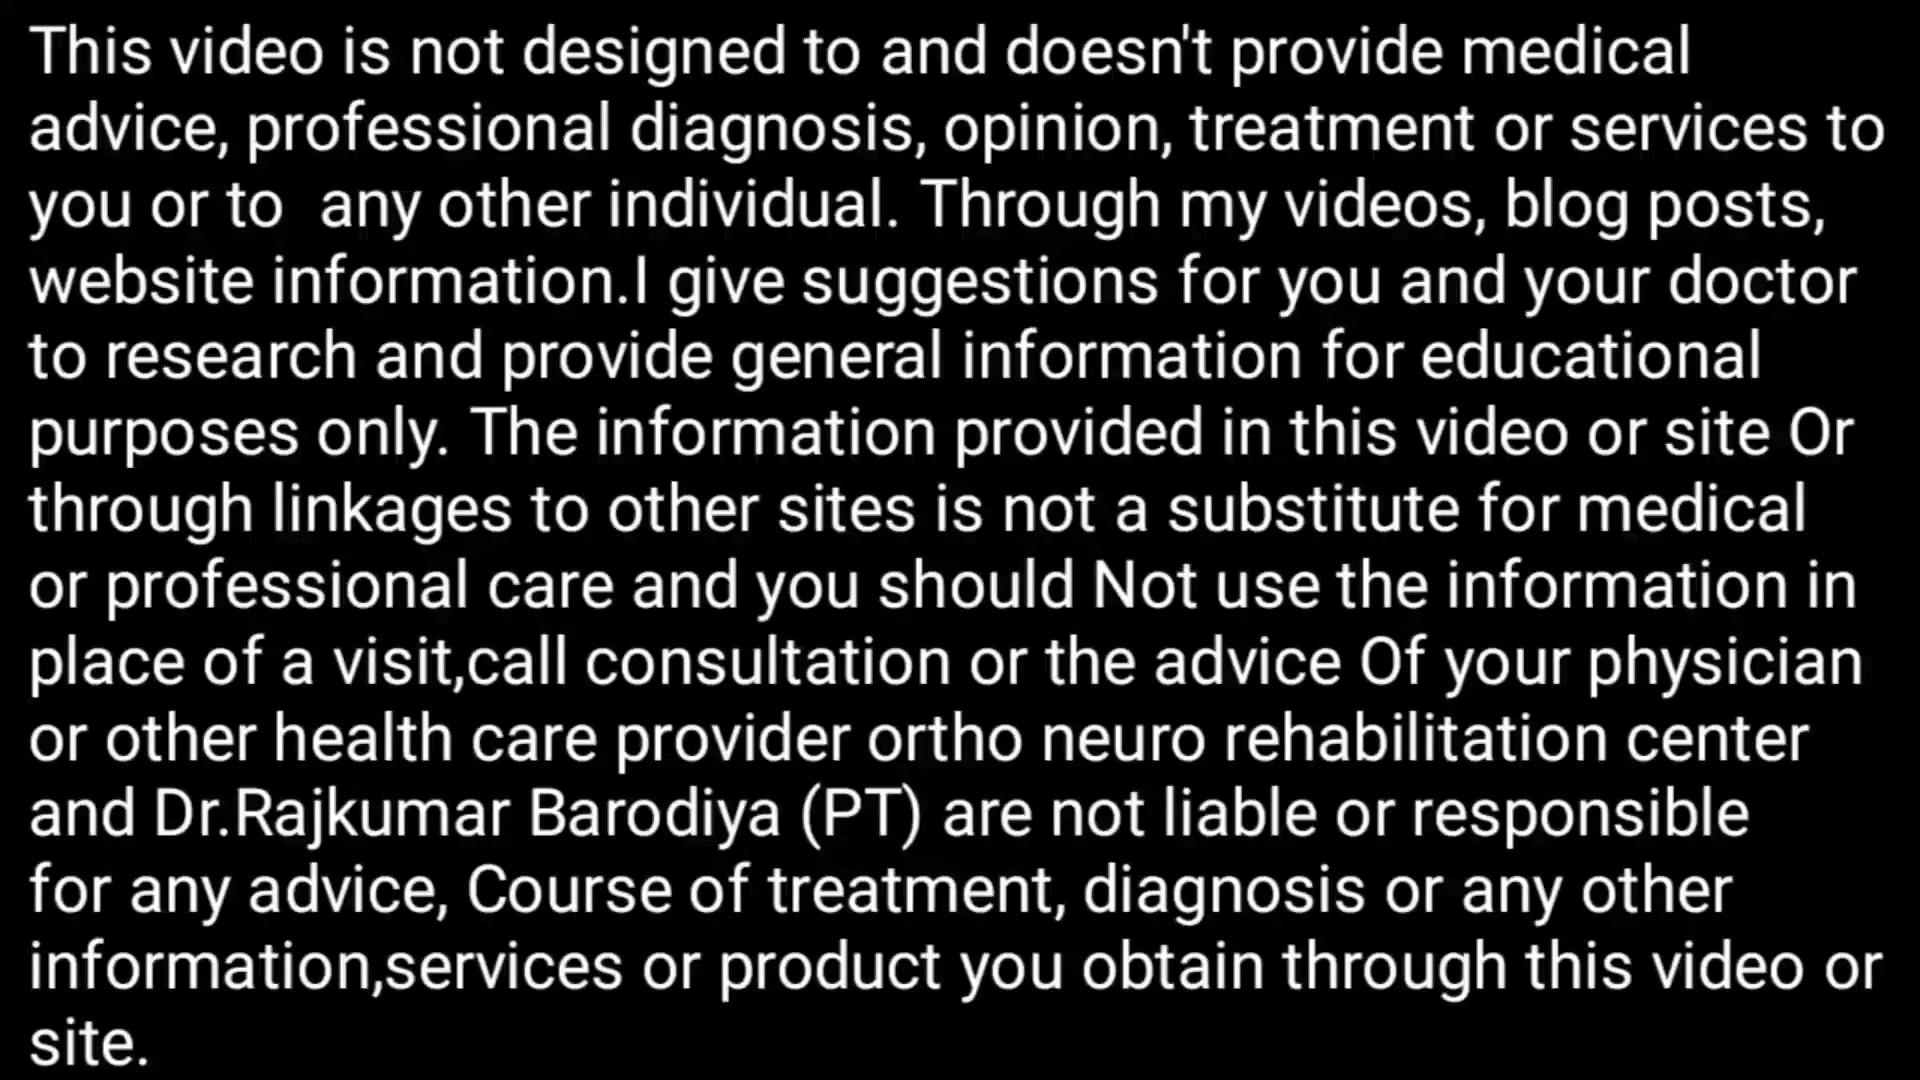 This video is not designed to and doesn't provide medical
advice, professional diagnosis, opinion, treatment or services to
you or to  any other individual. Through my videos, blog posts,
website information.I give suggestions for you and your doctor
to research and provide general information for educational
purposes only. The information provided in this video or site Or
through linkages to other sites is not a substitute for medical
or professional care and you should Not use the information in
place of a visit,call consultation or the advice Of your physician
or other health care provider ortho neuro rehabilitation center
and Dr.Rajkumar Barodiya (PT) are not liable or responsible
for any advice, Course of treatment, diagnosis or any other
information,services or product you obtain through this video or
site.